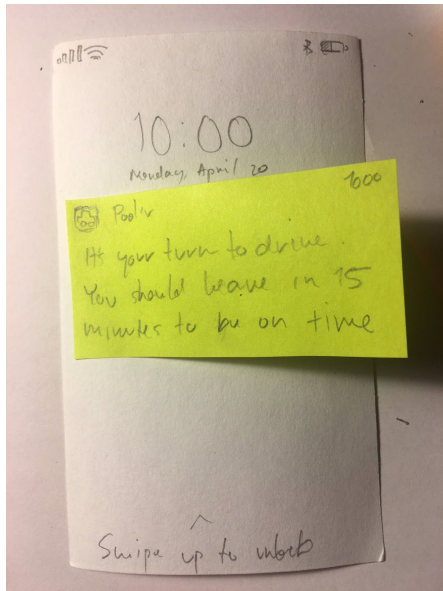 10:00
Monday, April 20
Poolr
It's your turn to drive.
You should leave in 15
minutes to be on time
Swipe up to unlock